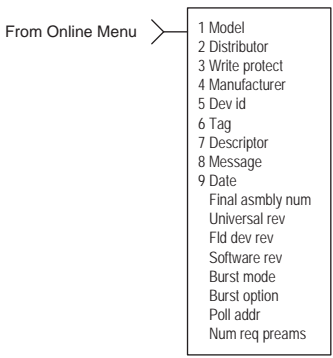 From Online Menu
1 Model
2 Distributor
3 Write protect
4 Manufacturer
5 Dev id
6 Tag
7 Descriptor
8 Message
9 Date
Final asmbly num
Universal rev
Fld dev rev
Software rev
Burst mode
Burst option
Poll addr
Num req preams